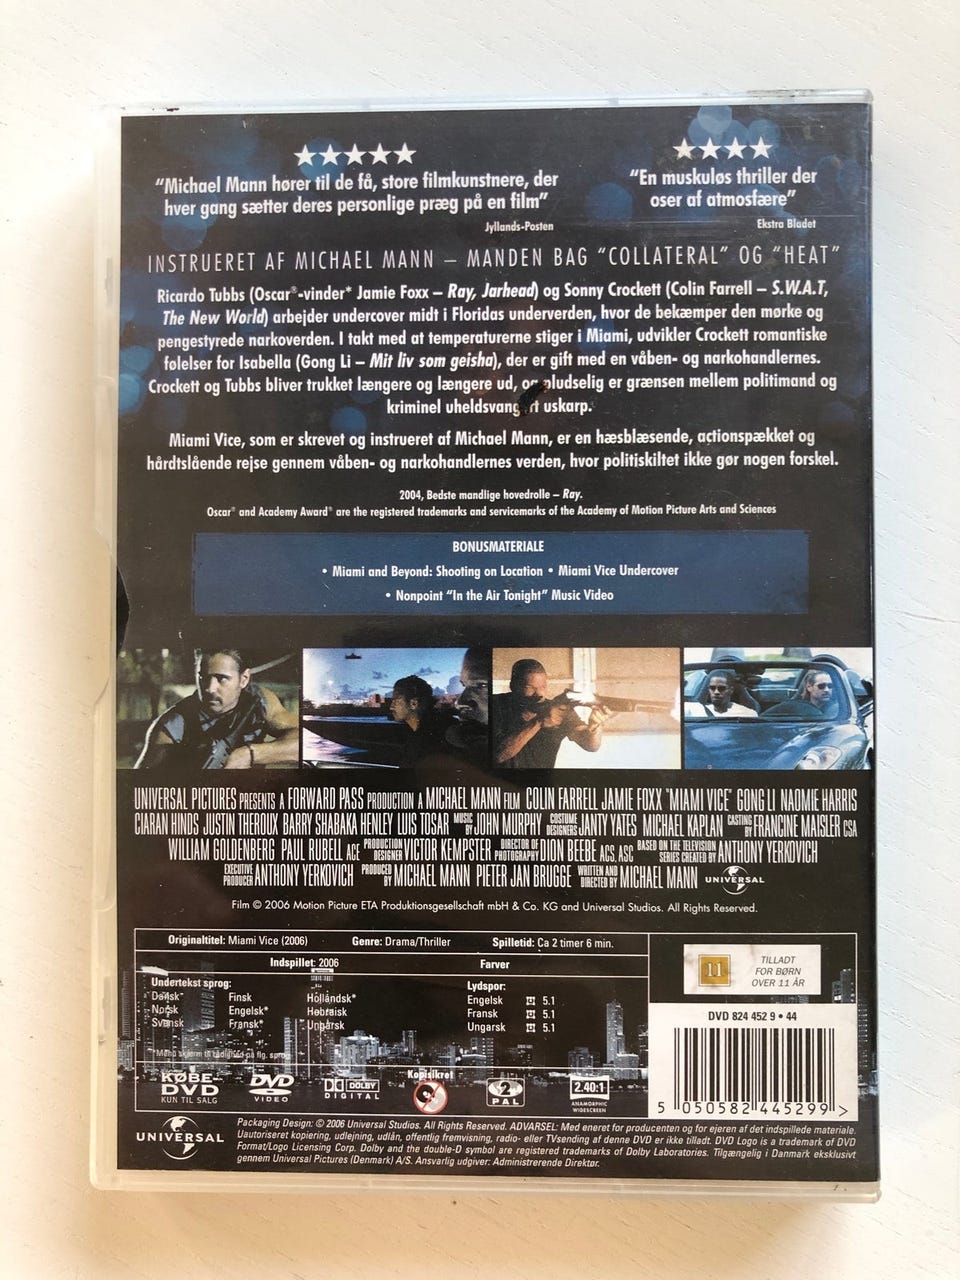 ★★★★★
"Michael Mann hører til de få, store filmkunstnere, der
hver gang sætter deres personlige præg på en film"
Jyllands-Posten
★★★★
"En muskuløs thriller der
oser af atmosfære"
Ekstra Bladet
INSTRUERET AF MICHAEL MANN – MANDEN BAG "COLLATERAL" OG "HEAT"
Ricardo Tubbs (Oscar®-vinder* Jamie Foxx – Ray, Jarhead) og Sonny Crockett (Colin Farrell – S.W.A.T,
The New World) arbejder undercover midt i Floridas underverden, hvor de bekæmper den mørke og
pengestyrede narkoverden. I takt med at temperaturerne stiger i Miami, udvikler Crockett romantiske
følelser for Isabella (Gong Li – Mit liv som geisha), der er gift med en våben- og narkohandlernes.
Crockett og Tubbs bliver trukket længere og længere ud, og pludselig er grænsen mellem politimand og
kriminel uskarp.
Miami Vice, som er skrevet og instrueret af Michael Mann, er en hæsblæsende, actionspækket og
hårdtslående rejse gennem våben- og narkohandlernes verden, hvor politiskiltet ikke gør nogen forskel.
2004, Bedste mandlige hovedrolle – Ray.
Oscar® and Academy Award® are the registered trademarks and servicemarks of the Academy of Motion Picture Arts and Sciences
BONUSMATERIALE
• Miami and Beyond: Shooting on Location • Miami Vice Undercover
• Nonpoint "In the Air Tonight" Music Video
UNIVERSAL PICTURES PRESENTS A FORWARD PASS PRODUCTION A MICHAEL MANN FILM COLIN FARRELL JAMIE FOXX "MIAMI VICE" GONG LI NAOMIE HARRIS
CIARAN HINDS JUSTIN THEROUX BARRY SHABAKA HENLEY LUIS TOSAR MUSIC BY JOHN MURPHY COSTUME DESIGNERS JANTY YATES MICHAEL KAPLAN CASTING BY FRANCINE MAISLER CSA
WILLIAM GOLDENBERG PAUL RUBELL ACE PRODUCTION DESIGNER VICTOR KEMPSTER DIRECTOR OF PHOTOGRAPHY DION BEEBE ACS, ASC BASED ON THE TELEVISION SERIES CREATED BY ANTHONY YERKOVICH
EXECUTIVE PRODUCER ANTHONY YERKOVICH PRODUCED BY MICHAEL MANN PIETER JAN BRUGGE WRITTEN AND DIRECTED BY MICHAEL MANN UNIVERSAL
Film © 2006 Motion Picture ETA Produktionsgesellschaft mbH & Co. KG and Universal Studios. All Rights Reserved.
Originaltitel: Miami Vice (2006) Genre: Drama/Thriller Spilletid: Ca 2 timer 6 min.
Indspillet: 2006 Farver
Undertekst sprog:
Dansk* Finsk Hollandsk*
Norsk Engelsk* Hebraisk
Svensk Fransk* Ungarsk
Lydspor:
Engelsk 5.1
Fransk 5.1
Ungarsk 5.1
*Menu skærm til rådighed på flg. sprog
11
TILLADT
FOR BØRN
OVER 11 ÅR
DVD 824 452 9 • 44
5 050582 445299 >
KØBE-
DVD
KUN TIL SALG
DVD
VIDEO
DOLBY
DIGITAL
Kopisikret
2
PAL
2.40:1
ANAMORPHIC
WIDESCREEN
UNIVERSAL
Packaging Design: © 2006 Universal Studios. All Rights Reserved. ADVARSEL: Med eneret for producenten og for ejeren af det indspillede materiale.
Uautoriseret kopiering, udlejning, udlån, offentlig fremvisning, radio- eller TVsending af denne DVD er ikke tilladt. DVD Logo is a trademark of DVD
Format/Logo Licensing Corp. Dolby and the double-D symbol are registered trademarks of Dolby Laboratories. Tilgængelig i Danmark eksklusivt
gennem Universal Pictures (Denmark) A/S. Ansvarlig udgiver: Administrerende Direktør.